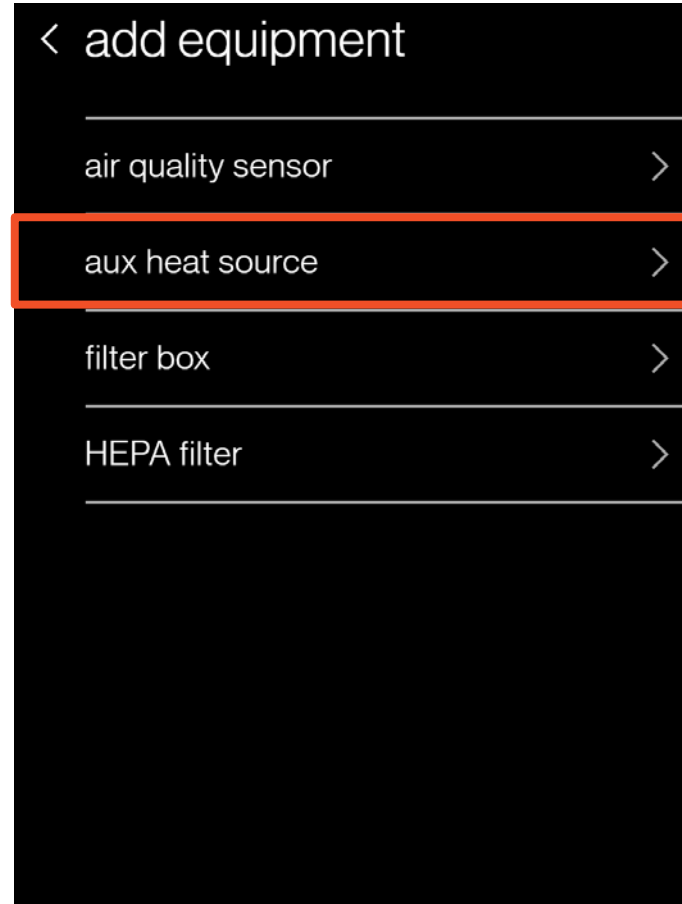 add equipment
air quality sensor
aux heat source
filter box
HEPA filter